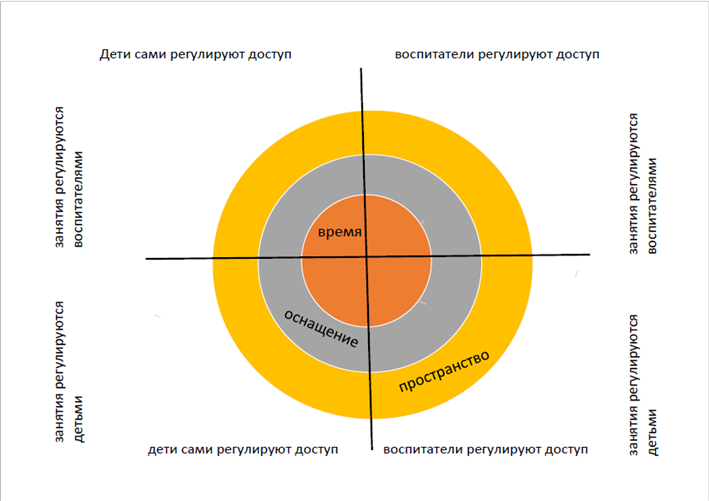 Дети сами регулируют доступ
воспитатели регулируют доступ
занятия регулируются
воспитателями
занятия регулируются
воспитателями
время
оснащение
пространство
занятия регулируются
детьми
занятия регулируются
детьми
дети сами регулируют доступ
воспитатели регулируют доступ